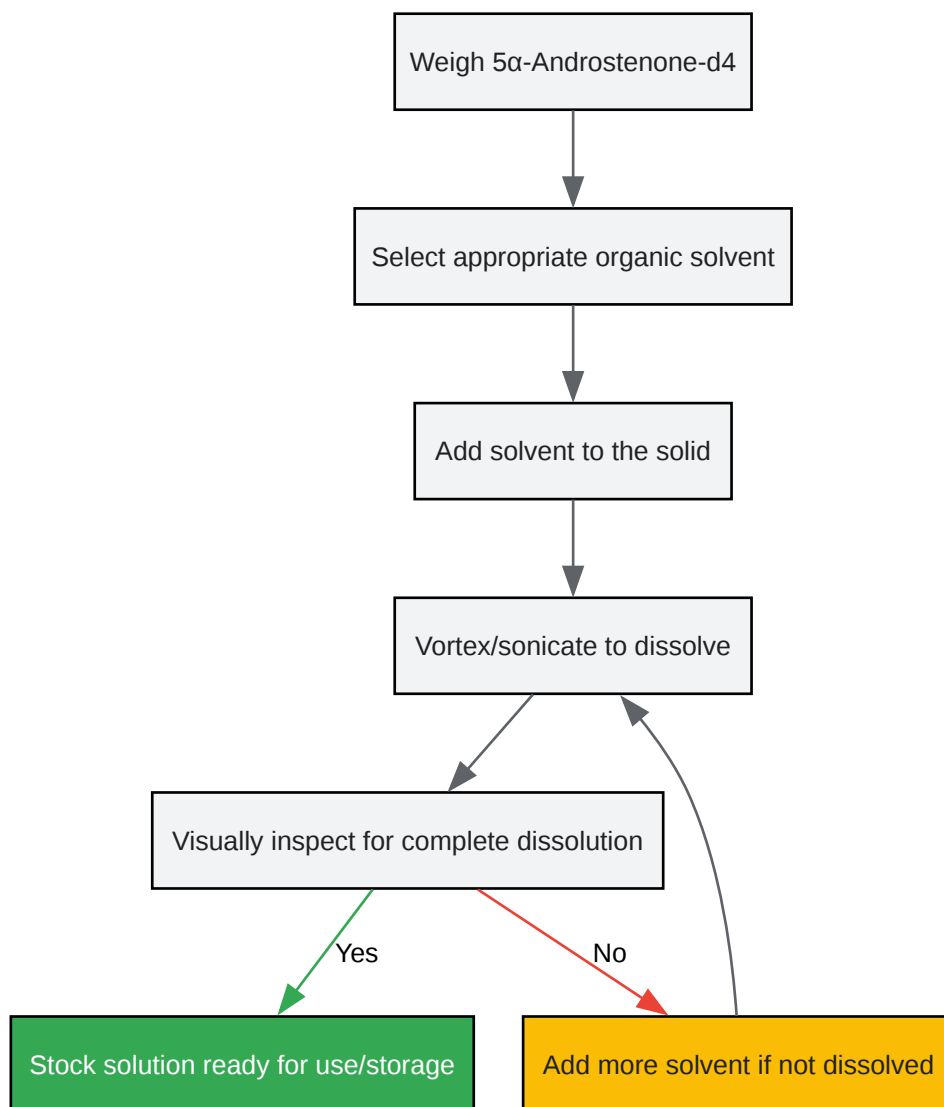 Weigh 5α-Androstenone-d4
Select appropriate organic solvent
Add solvent to the solid
Vortex/sonicate to dissolve
Visually inspect for complete dissolution
Yes
No
Stock solution ready for use/storage
Add more solvent if not dissolved